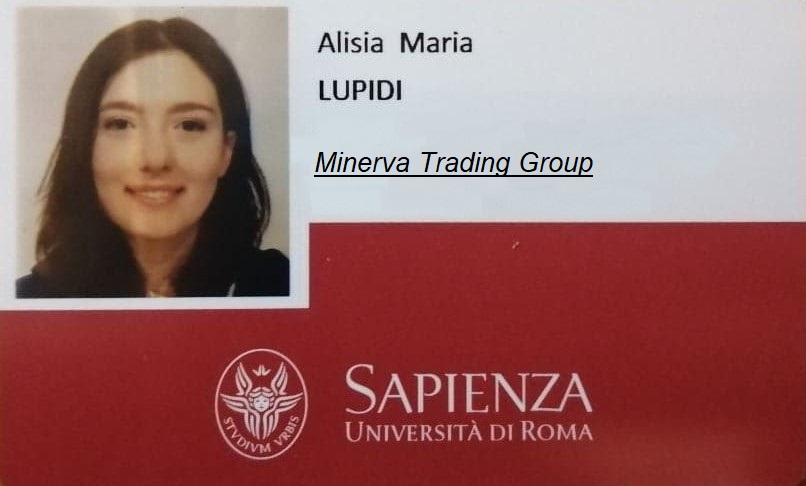 Alisia Maria
LUPIDI
Minerva Trading Group
STVDIVM VRBIS
SAPIENZA
UNIVERSITÀ DI ROMA